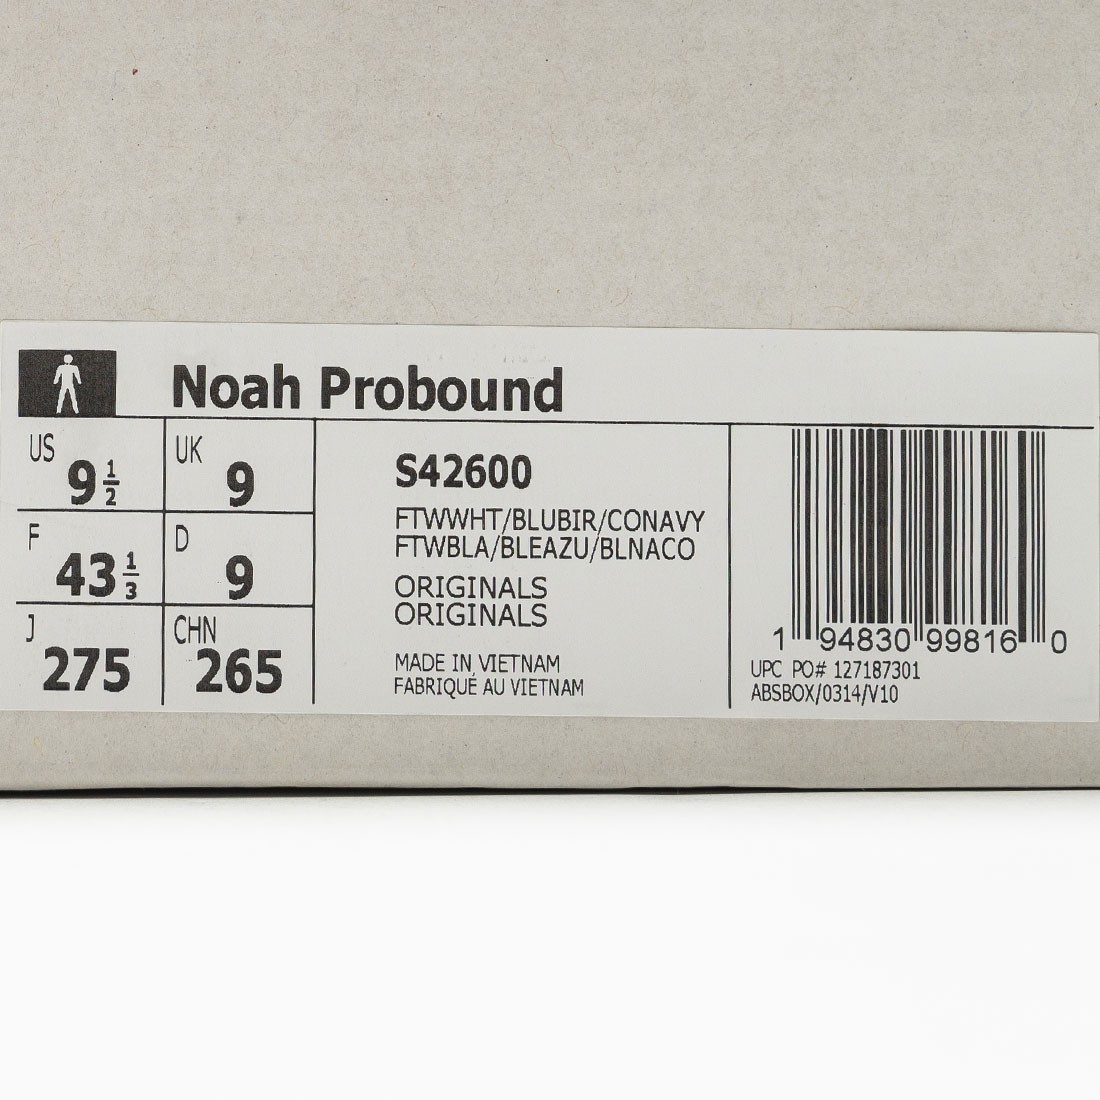 Noah Probound
US 9 1/2 UK 9
F 43 1/3 D 9
J 275 CHN 265
S42600
FTWWHT/BLUBIR/CONAVY
FTWBLA/BLEAZU/BLNACO
ORIGINALS
ORIGINALS
MADE IN VIETNAM
FABRIQUÉ AU VIETNAM
1 94830 99816 0
UPC PO# 127187301
ABSBOX/0314/V10